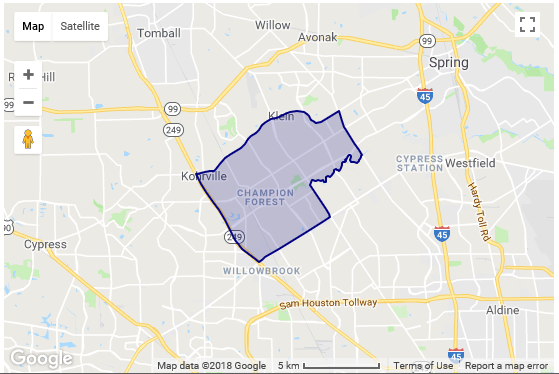 Map
Satellite
Willow
Tomball
Avonak
99
Spring
Hill
45
99
Klein
249
CYPRESS
STATION
Westfield
Kohrville
CHAMPION
FOREST
Hardy Toll Rd
90
Cypress
249
45
WILLOWBROOK
Sam Houston Tollway
Aldine
45
Google
Map data ©2018 Google
5 km
Terms of Use
Report a map error